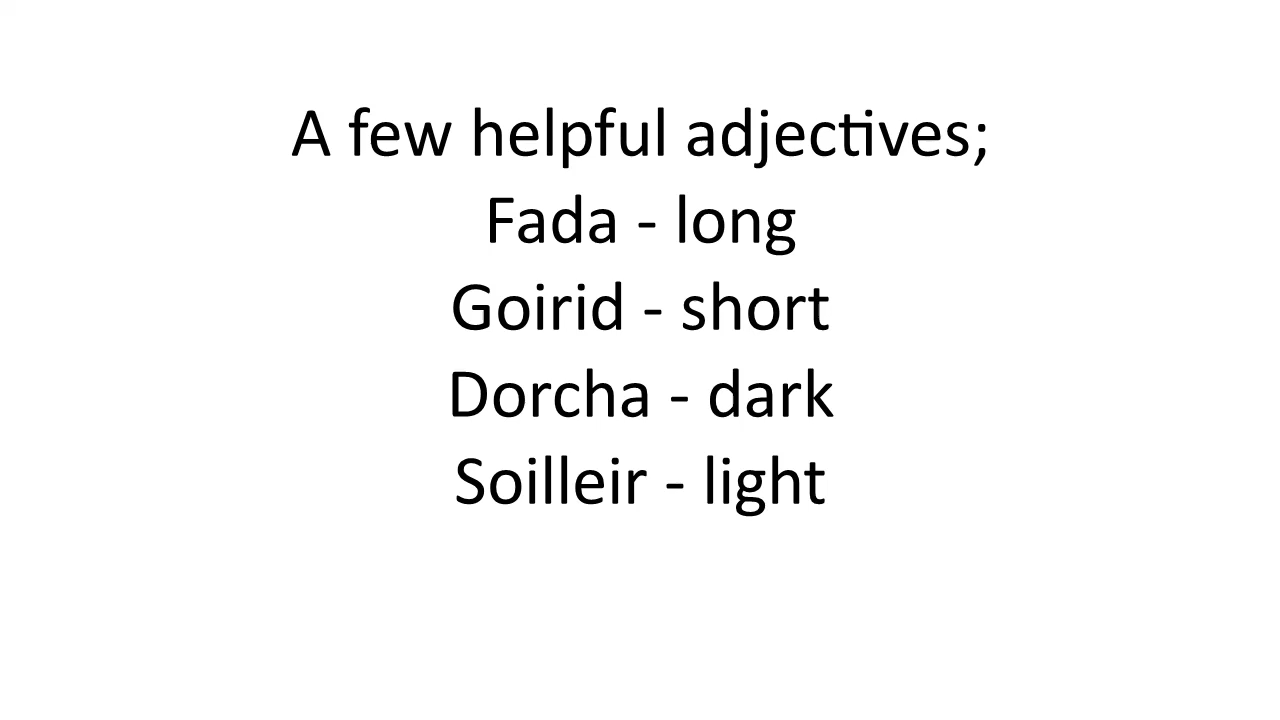 A few helpful adjectives;
Fada - long
Goirid - short
Dorcha - dark
Soilleir - light